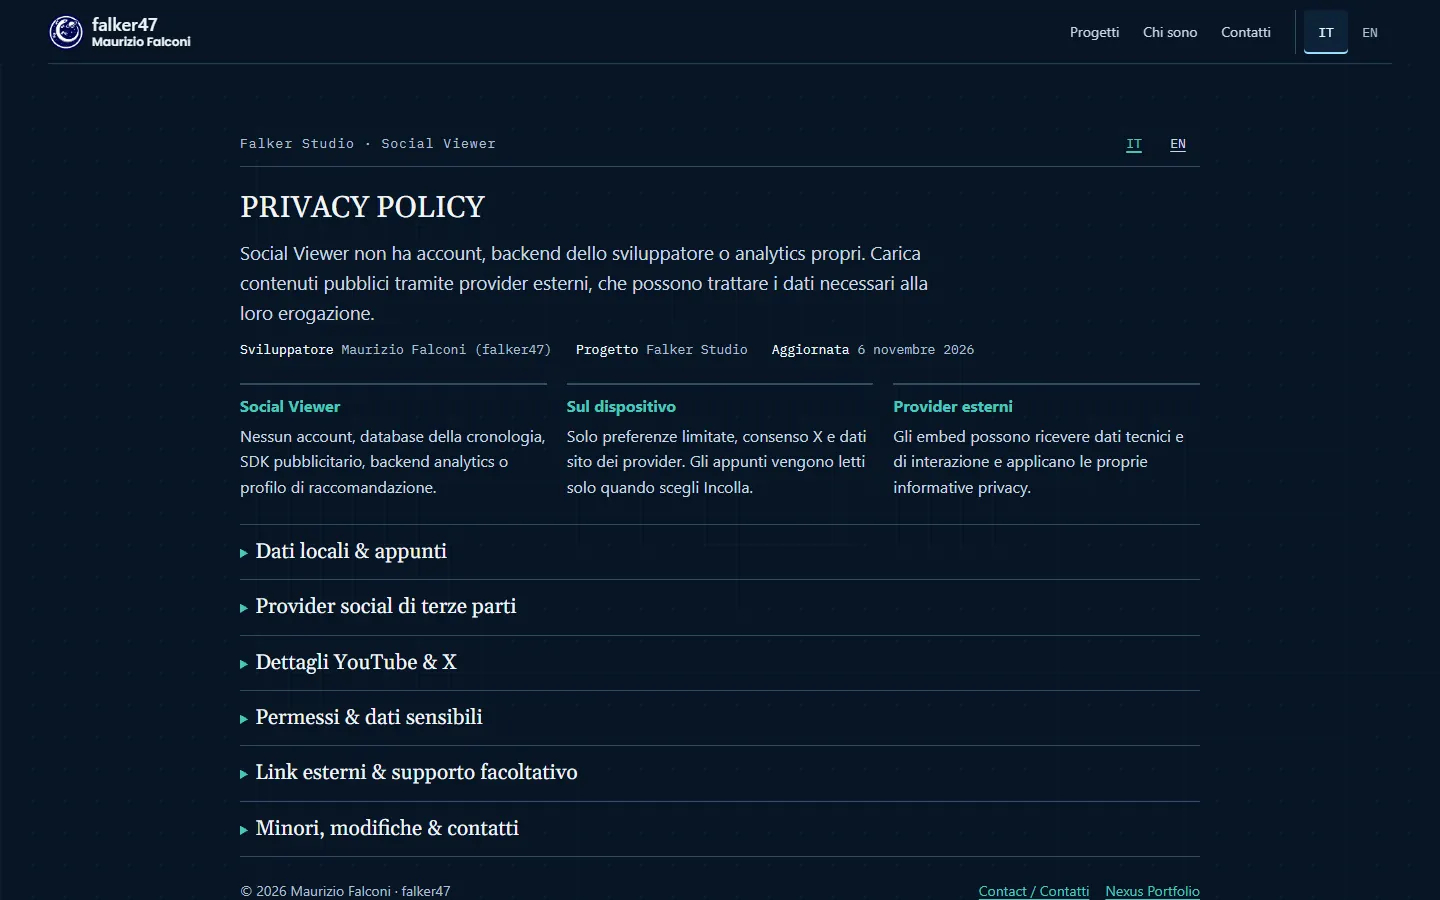 falker47
Maurizio Falconi
Progetti Chi sono Contatti IT EN
Falker Studio · Social Viewer IT EN
PRIVACY POLICY
Social Viewer non ha account, backend dello sviluppatore o analytics propri. Carica
contenuti pubblici tramite provider esterni, che possono trattare i dati necessari alla
loro erogazione.
Sviluppatore Maurizio Falconi (falker47) Progetto Falker Studio Aggiornata 6 novembre 2026
Social Viewer
Nessun account, database della cronologia,
SDK pubblicitario, backend analytics o
profilo di raccomandazione.
Sul dispositivo
Solo preferenze limitate, consenso X e dati
sito dei provider. Gli appunti vengono letti
solo quando scegli Incolla.
Provider esterni
Gli embed possono ricevere dati tecnici e
di interazione e applicano le proprie
informative privacy.
Dati locali & appunti
Provider social di terze parti
Dettagli YouTube & X
Permessi & dati sensibili
Link esterni & supporto facoltativo
Minori, modifiche & contatti
© 2026 Maurizio Falconi · falker47 Contact / Contatti Nexus Portfolio